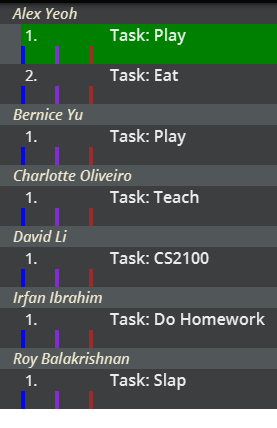 Alex Yeoh
1. Task: Play
2. Task: Eat
Bernice Yu
1. Task: Play
Charlotte Oliveiro
1. Task: Teach
David Li
1. Task: CS2100
Irfan Ibrahim
1. Task: Do Homework
Roy Balakrishnan
1. Task: Slap